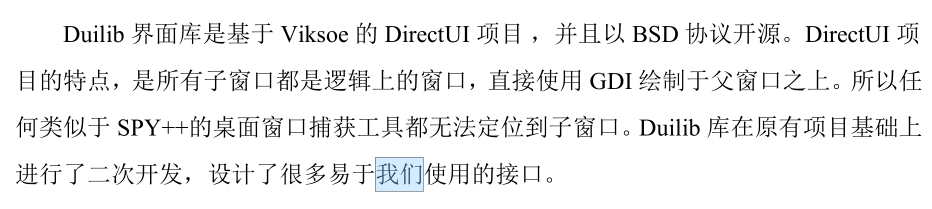 Duilib 界面库是基于 Viksoe 的 DirectUI 项目 ，并且以 BSD 协议开源。DirectUI 项
目的特点，是所有子窗口都是逻辑上的窗口，直接使用 GDI 绘制于父窗口之上。所以任
何类似于 SPY++的桌面窗口捕获工具都无法定位到子窗口。Duilib 库在原有项目基础上
进行了二次开发，设计了很多易于我们使用的接口。